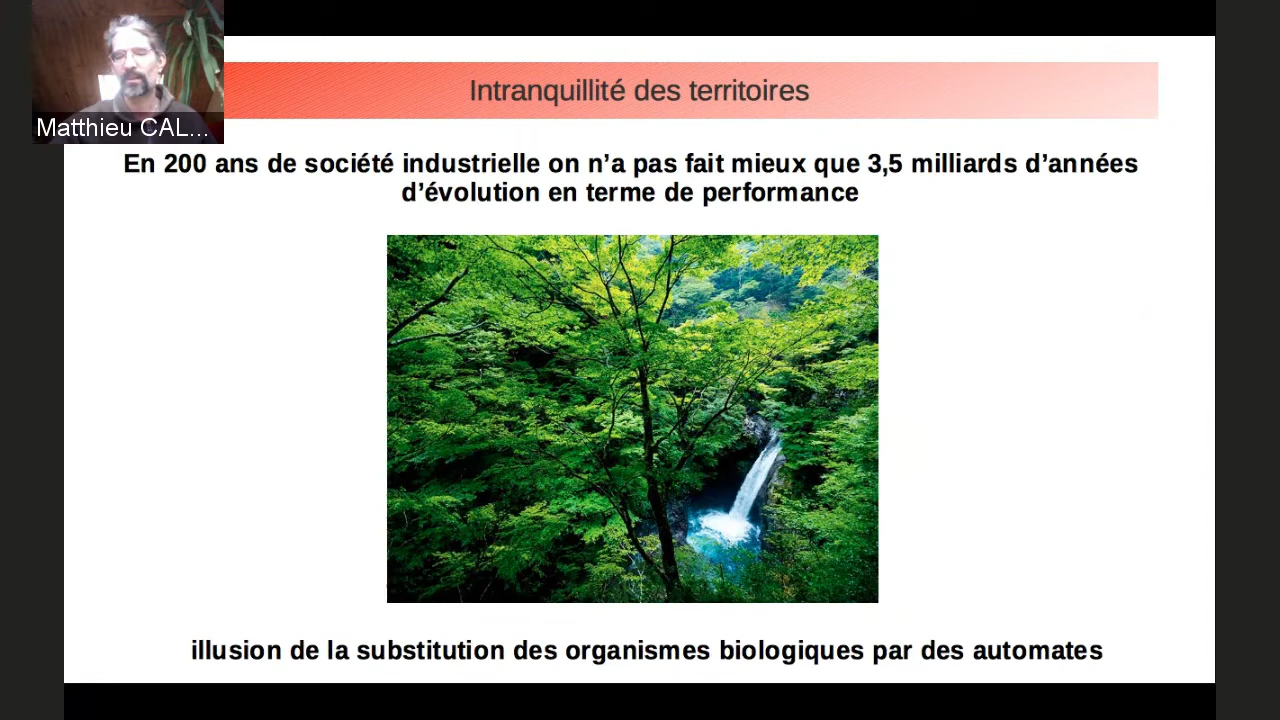 Intranquillité des territoires
Matthieu CAL...
En 200 ans de société industrielle on n’a pas fait mieux que 3,5 milliards d’années
d’évolution en terme de performance
illusion de la substitution des organismes biologiques par des automates